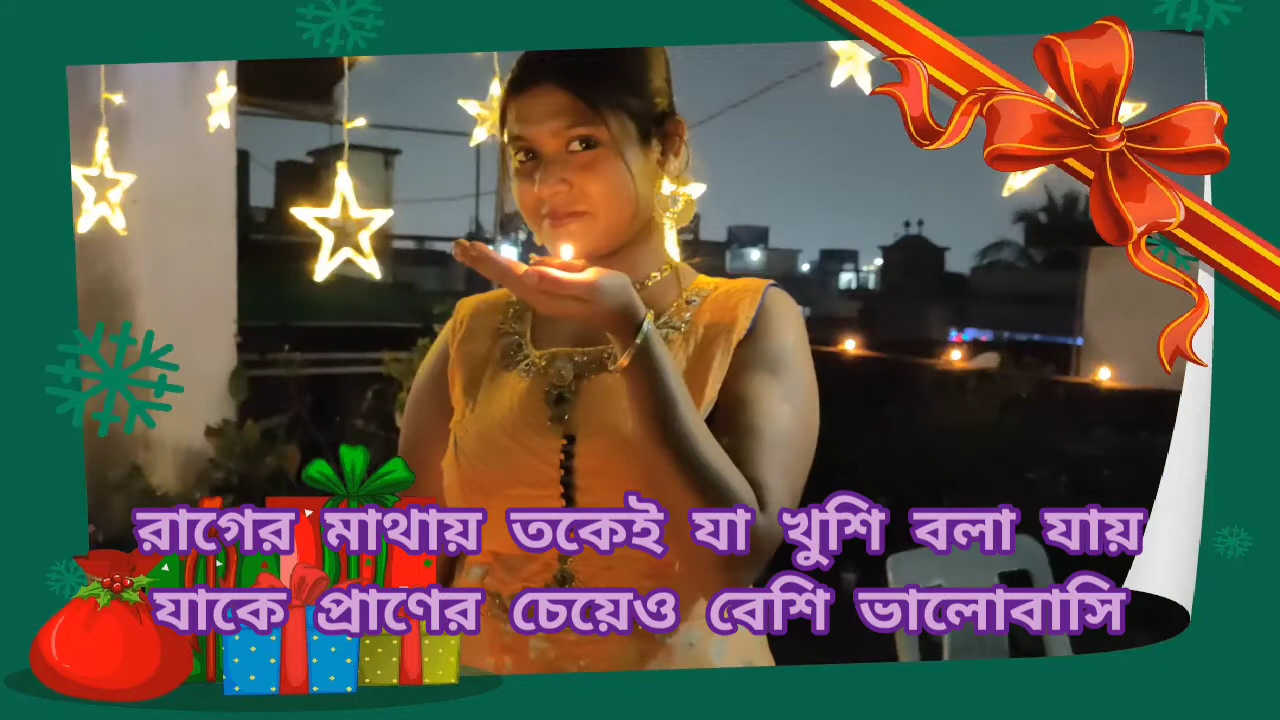 রাগের মাথায় তকেই যা খুশি বলা যায়
যাকে প্রাণের চেয়েও বেশি ভালোবাসি